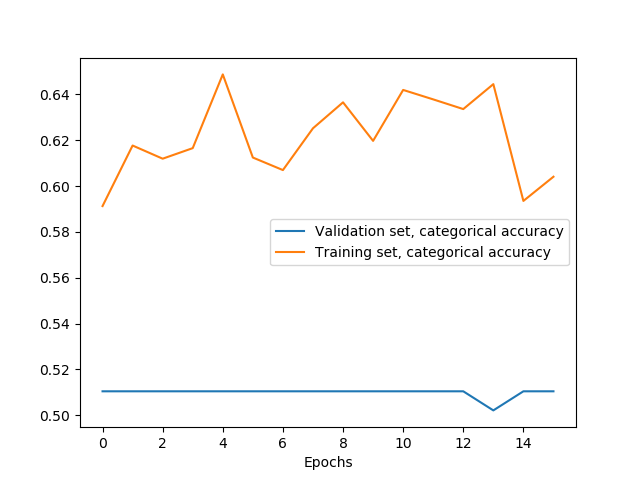 0.64
0.62
0.60
0.58
0.56
0.54
0.52
0.50
Validation set, categorical accuracy
Training set, categorical accuracy
0 2 4 6 8 10 12 14
Epochs